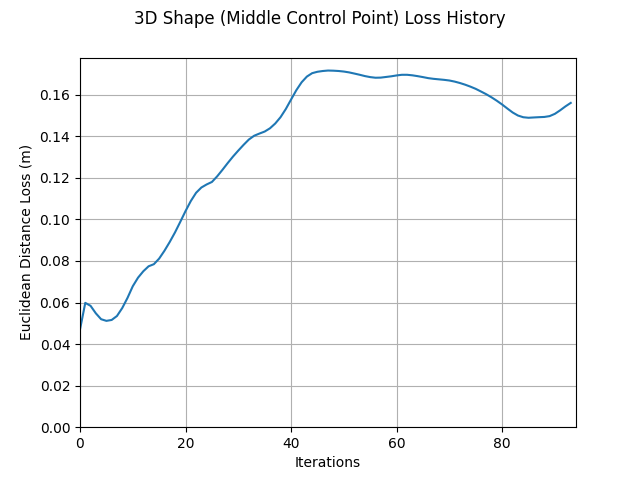 3D Shape (Middle Control Point) Loss History
Euclidean Distance Loss (m)
0.16
0.14
0.12
0.10
0.08
0.06
0.04
0.02
0.00
0 20 40 60 80
Iterations